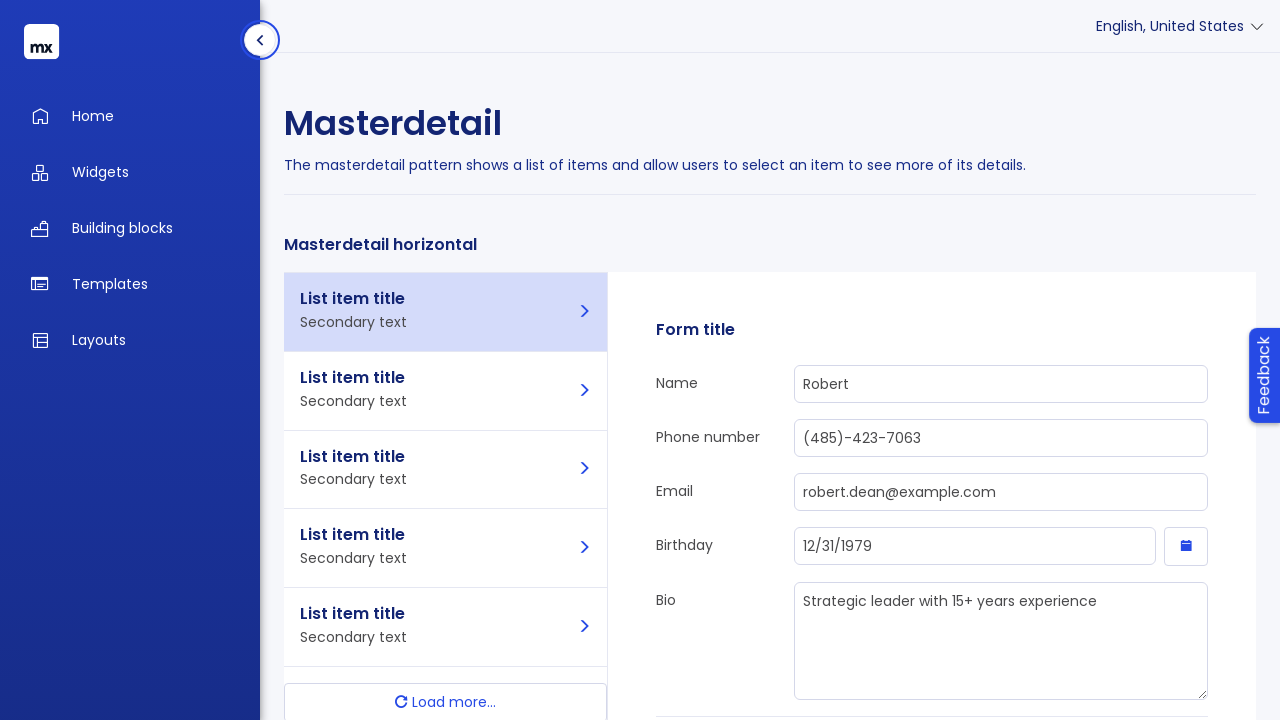 mx
English, United States
Home
Widgets
Building blocks
Templates
Layouts
Masterdetail
The masterdetail pattern shows a list of items and allow users to select an item to see more of its details.
Masterdetail horizontal
List item title
Secondary text
List item title
Secondary text
List item title
Secondary text
List item title
Secondary text
List item title
Secondary text
Load more...
Form title
Name
Robert
Phone number
(485)-423-7063
Email
robert.dean@example.com
Birthday
12/31/1979
Bio
Strategic leader with 15+ years experience
Feedback